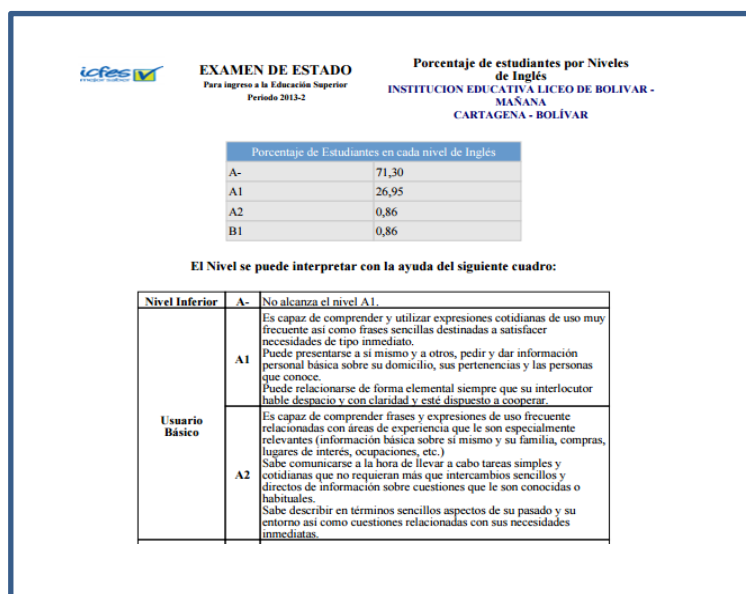 icfes
mejor saber
EXAMEN DE ESTADO
Para ingreso a la Educación Superior
Periodo 2013-2
Porcentaje de estudiantes por Niveles
de Inglés
INSTITUCION EDUCATIVA LICEO DE BOLIVAR -
MAÑANA
CARTAGENA - BOLÍVAR
Porcentaje de Estudiantes en cada nivel de Inglés
A- 71,30
A1 26,95
A2 0,86
B1 0,86
El Nivel se puede interpretar con la ayuda del siguiente cuadro:
Nivel Inferior A- No alcanza el nivel A1.
Usuario
Básico
A1
Es capaz de comprender y utilizar expresiones cotidianas de uso muy
frecuente así como frases sencillas destinadas a satisfacer
necesidades de tipo inmediato.
Puede presentarse a sí mismo y a otros, pedir y dar información
personal básica sobre su domicilio, sus pertenencias y las personas
que conoce.
Puede relacionarse de forma elemental siempre que su interlocutor
hable despacio y con claridad y esté dispuesto a cooperar.
A2
Es capaz de comprender frases y expresiones de uso frecuente
relacionadas con áreas de experiencia que le son especialmente
relevantes (información básica sobre sí mismo y su familia, compras,
lugares de interés, ocupaciones, etc.)
Sabe comunicarse a la hora de llevar a cabo tareas simples y
cotidianas que no requieran más que intercambios sencillos y
directos de información sobre cuestiones que le son conocidas o
habituales.
Sabe describir en términos sencillos aspectos de su pasado y su
entorno así como cuestiones relacionadas con sus necesidades
inmediatas.